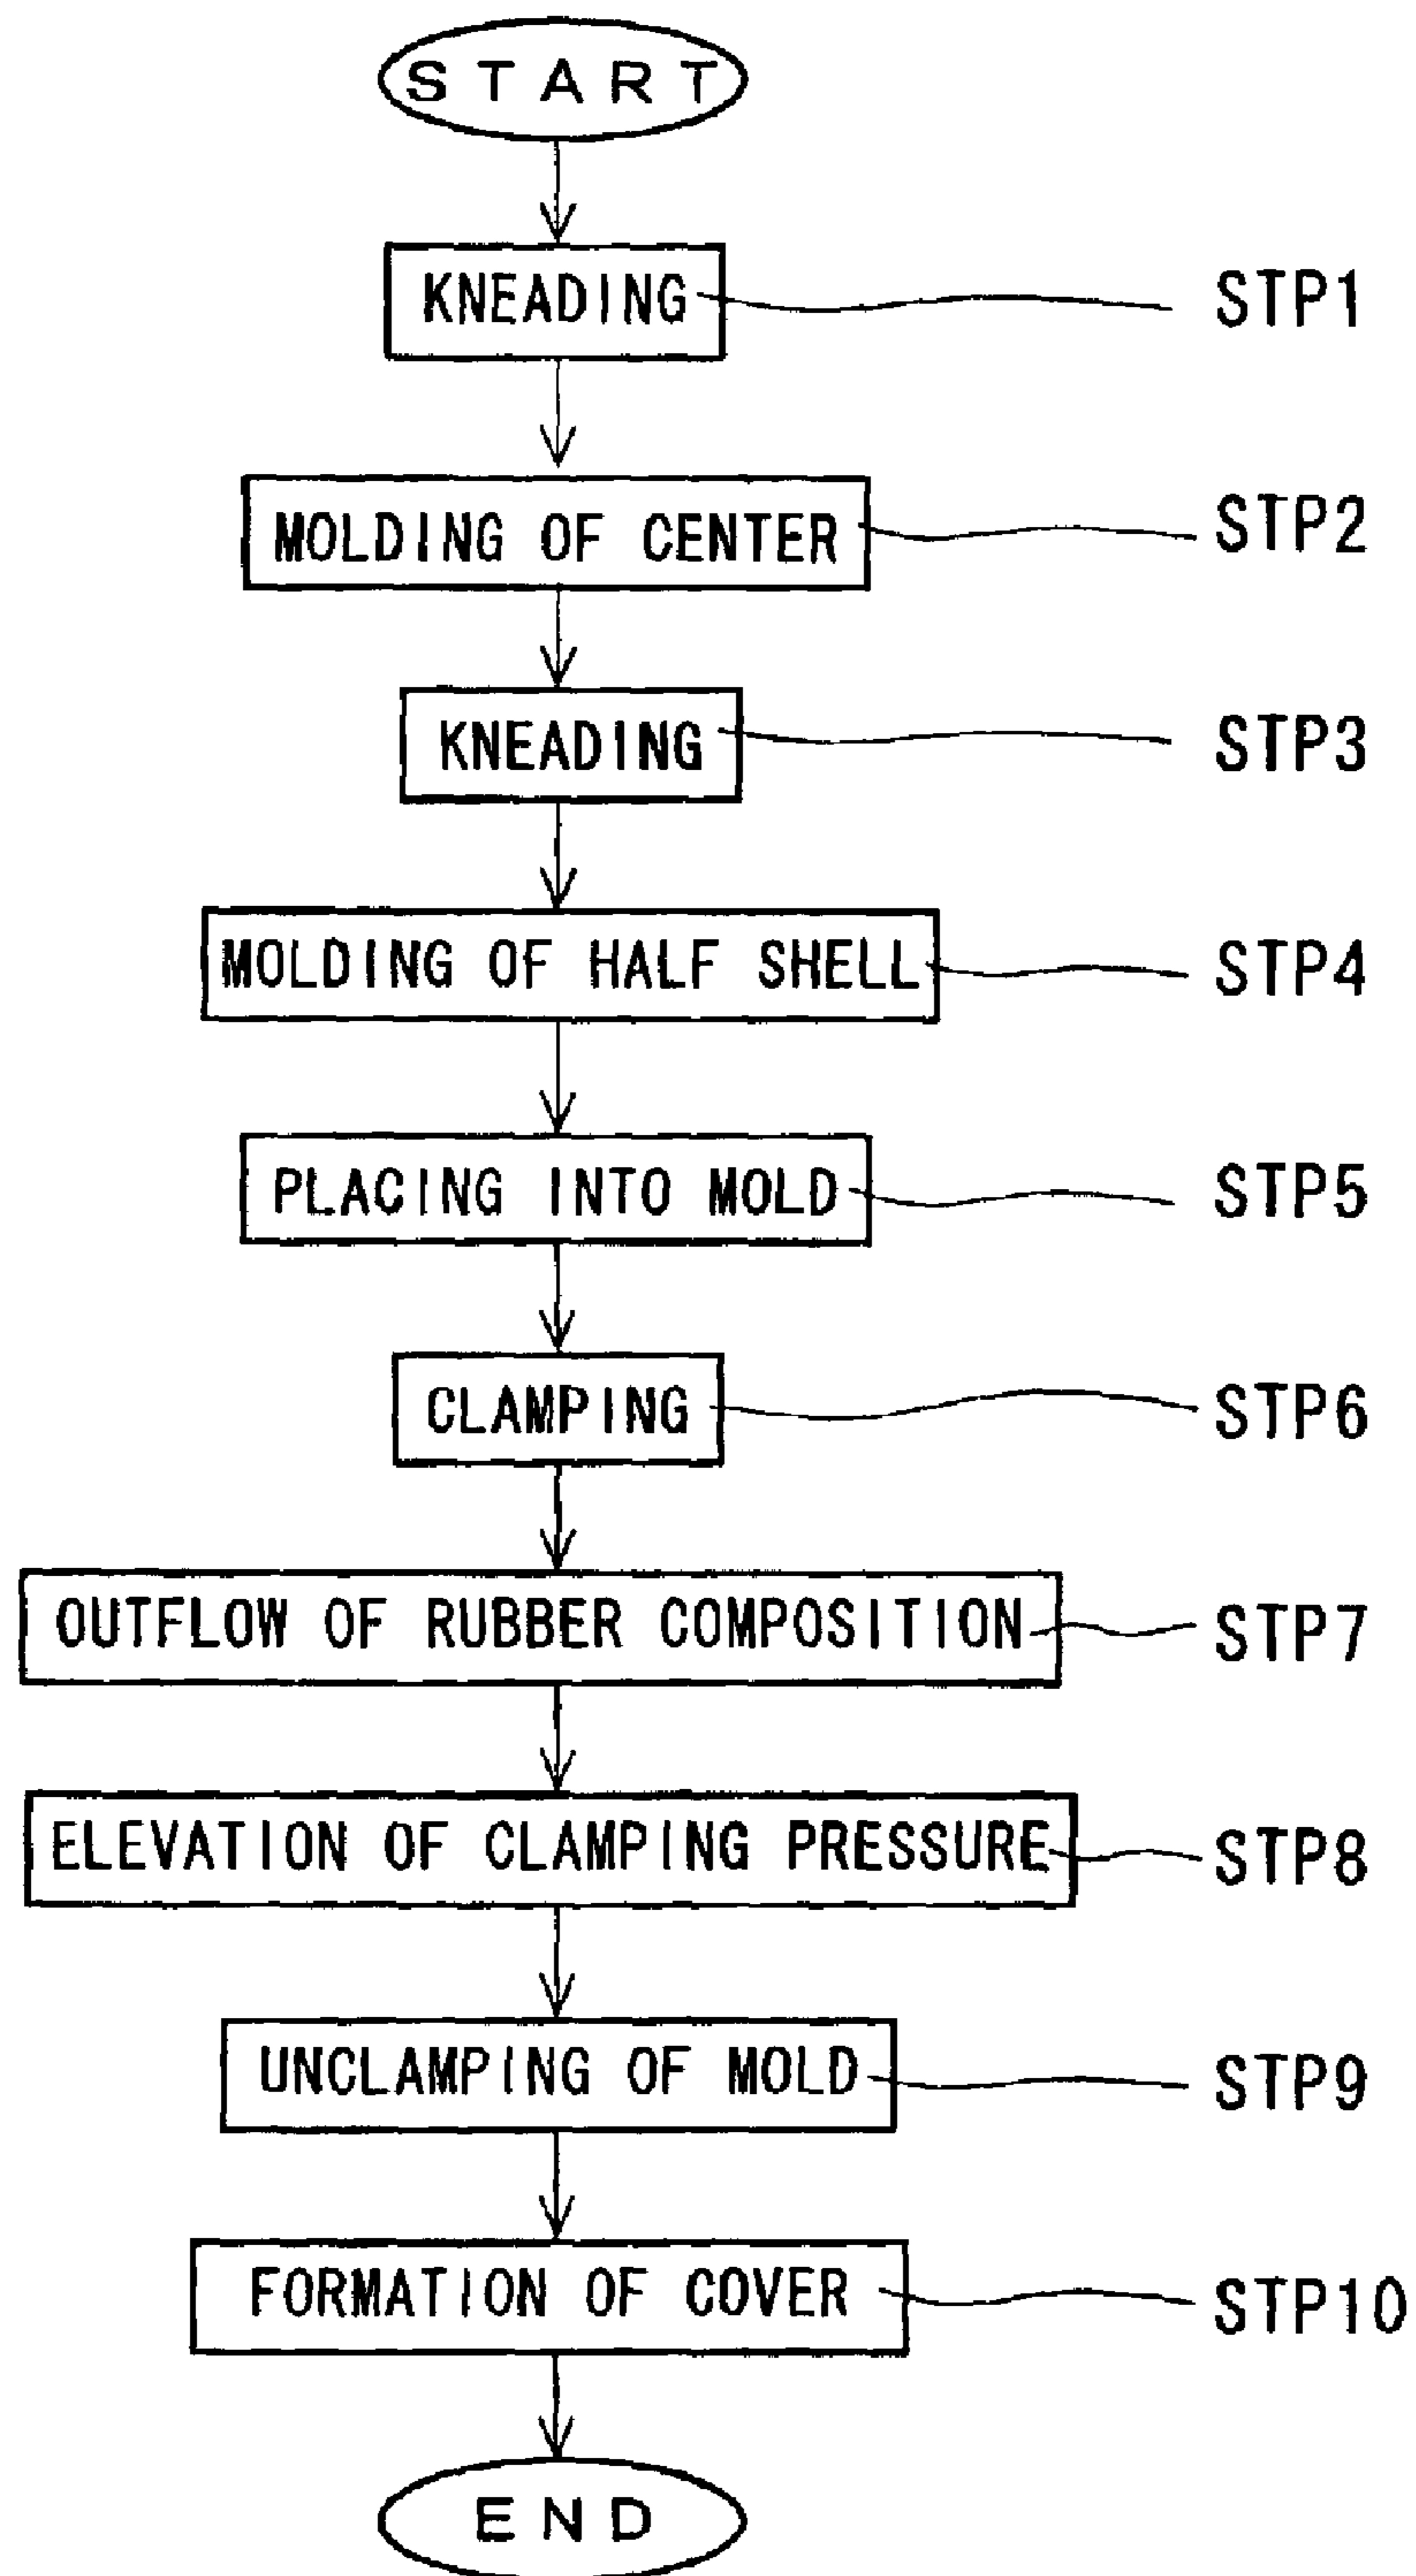 START
KNEADING STP1
MOLDING OF CENTER STP2
KNEADING STP3
MOLDING OF HALF SHELL STP4
PLACING INTO MOLD STP5
CLAMPING STP6
OUTFLOW OF RUBBER COMPOSITION STP7
ELEVATION OF CLAMPING PRESSURE STP8
UNCLAMPING OF MOLD STP9
FORMATION OF COVER STP10
END